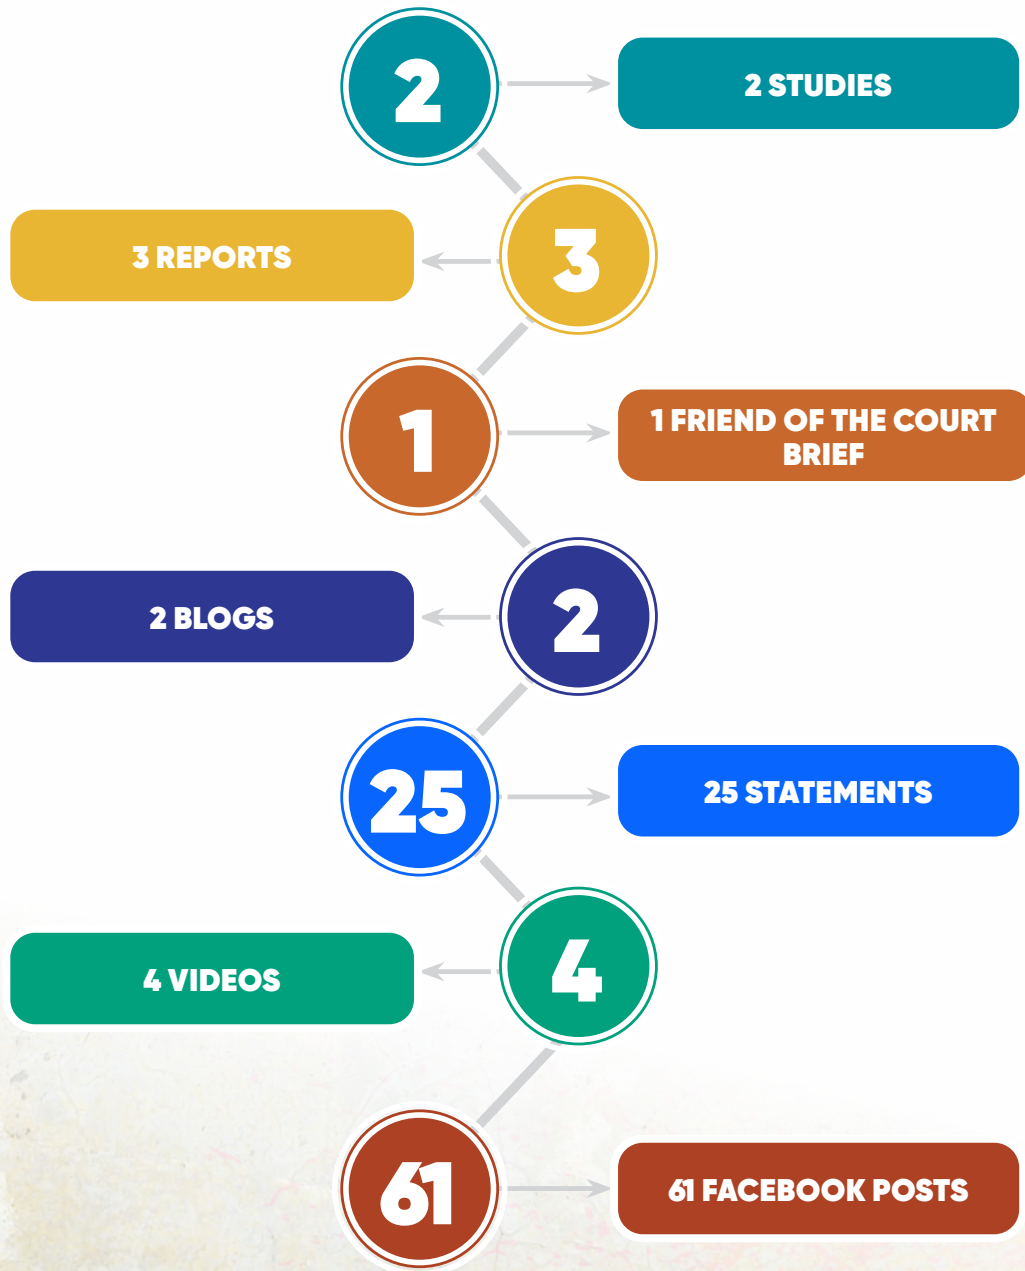 2
2 STUDIES
3
3 REPORTS
1
1 FRIEND OF THE COURT
BRIEF
2
2 BLOGS
25
25 STATEMENTS
4
4 VIDEOS
61
61 FACEBOOK POSTS